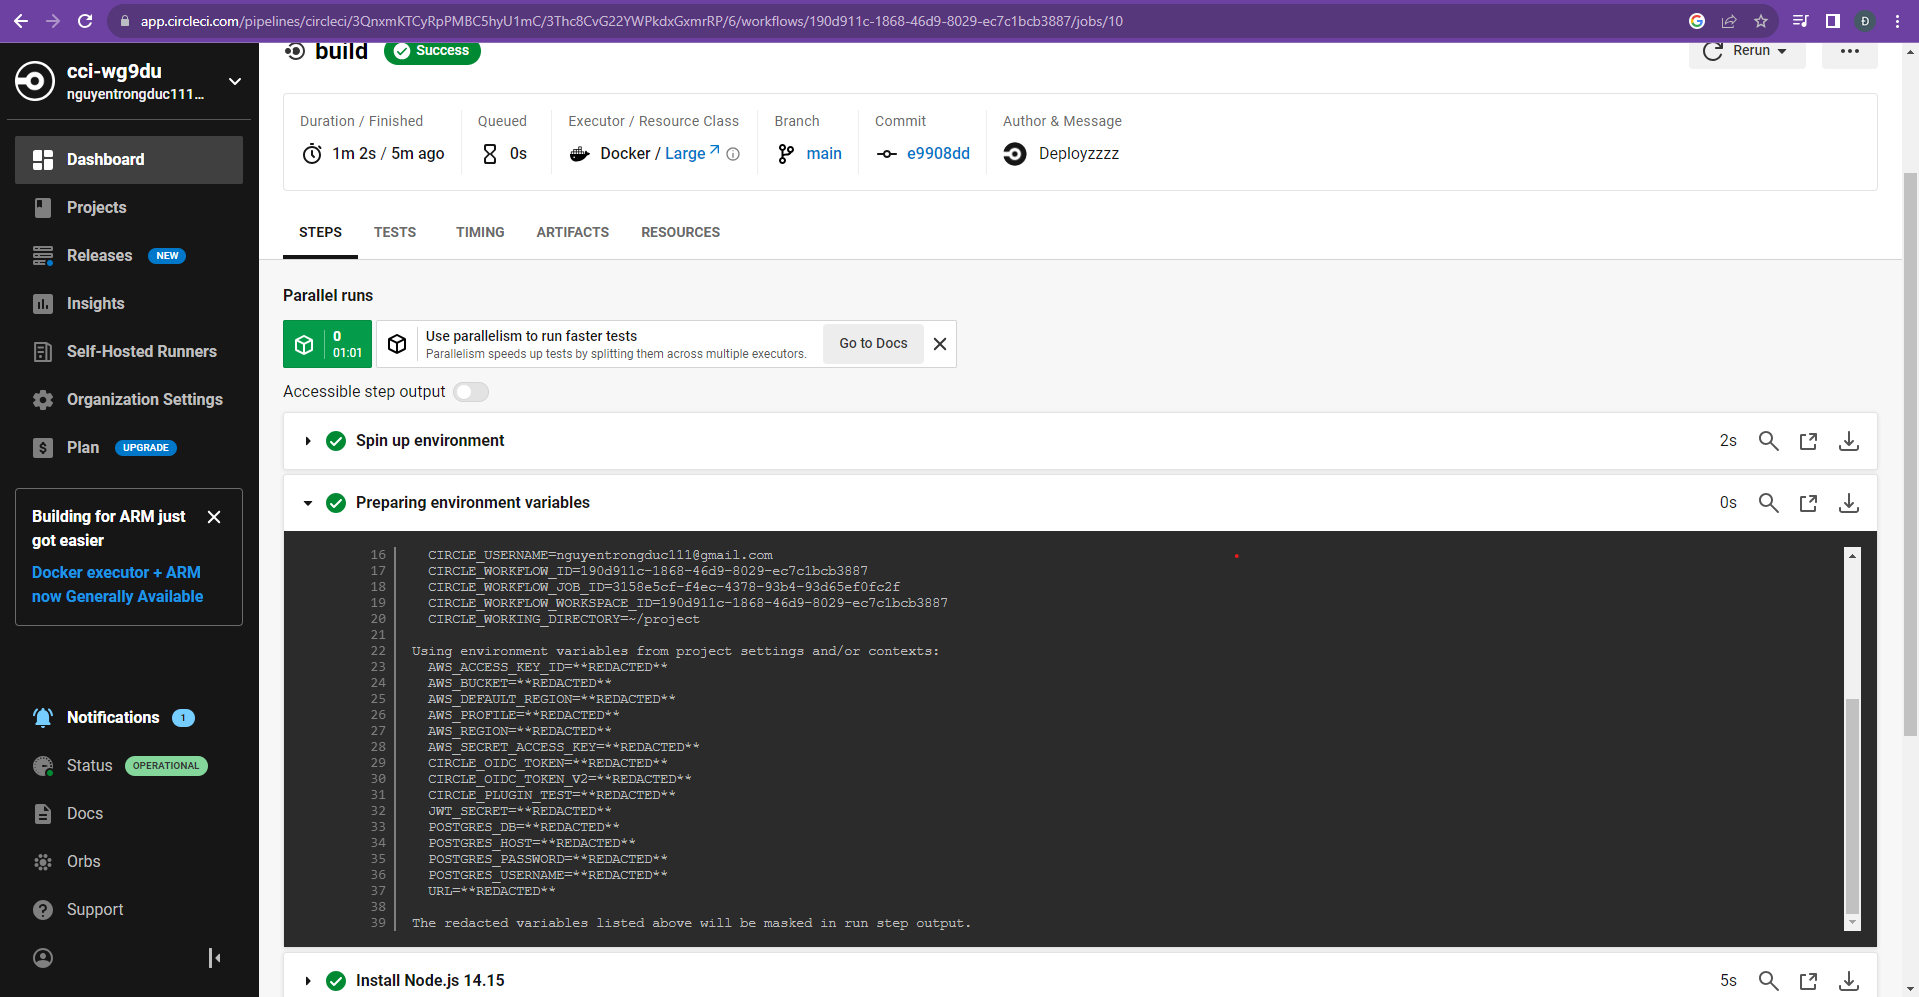 app.circleci.com/pipelines/circleci/3QnxmKTCyRpPMBC5hyU1mC/3Thc8CvG22YWPkdxGxmrRP/6/workflows/190d911c-1868-46d9-8029-ec7c1bcb3887/jobs/10
Đ
cci-wg9du
nguyentrongduc111...
Dashboard
Projects
Releases NEW
Insights
Self-Hosted Runners
Organization Settings
Plan UPGRADE
Building for ARM just
got easier
Docker executor + ARM
now Generally Available
Notifications 1
Status OPERATIONAL
Docs
Orbs
Support
build Success
Rerun
Duration / Finished
1m 2s / 5m ago
Queued
0s
Executor / Resource Class
Docker / Large
Branch
main
Commit
e9908dd
Author & Message
Deployzzzz
STEPS TESTS TIMING ARTIFACTS RESOURCES
Parallel runs
0
01:01
Use parallelism to run faster tests
Parallelism speeds up tests by splitting them across multiple executors.
Go to Docs
Accessible step output
Spin up environment 2s
Preparing environment variables 0s
16 CIRCLE_USERNAME=nguyentrongduc111@gmail.com
17 CIRCLE_WORKFLOW_ID=190d911c-1868-46d9-8029-ec7c1bcb3887
18 CIRCLE_WORKFLOW_JOB_ID=3158e5cf-f4ec-4378-93b4-93d65ef0fc2f
19 CIRCLE_WORKFLOW_WORKSPACE_ID=190d911c-1868-46d9-8029-ec7c1bcb3887
20 CIRCLE_WORKING_DIRECTORY=~/project
21
22 Using environment variables from project settings and/or contexts:
23 AWS_ACCESS_KEY_ID=**REDACTED**
24 AWS_BUCKET=**REDACTED**
25 AWS_DEFAULT_REGION=**REDACTED**
26 AWS_PROFILE=**REDACTED**
27 AWS_REGION=**REDACTED**
28 AWS_SECRET_ACCESS_KEY=**REDACTED**
29 CIRCLE_OIDC_TOKEN=**REDACTED**
30 CIRCLE_OIDC_TOKEN_V2=**REDACTED**
31 CIRCLE_PLUGIN_TEST=**REDACTED**
32 JWT_SECRET=**REDACTED**
33 POSTGRES_DB=**REDACTED**
34 POSTGRES_HOST=**REDACTED**
35 POSTGRES_PASSWORD=**REDACTED**
36 POSTGRES_USERNAME=**REDACTED**
37 URL=**REDACTED**
38
39 The redacted variables listed above will be masked in run step output.
Install Node.js 14.15 5s